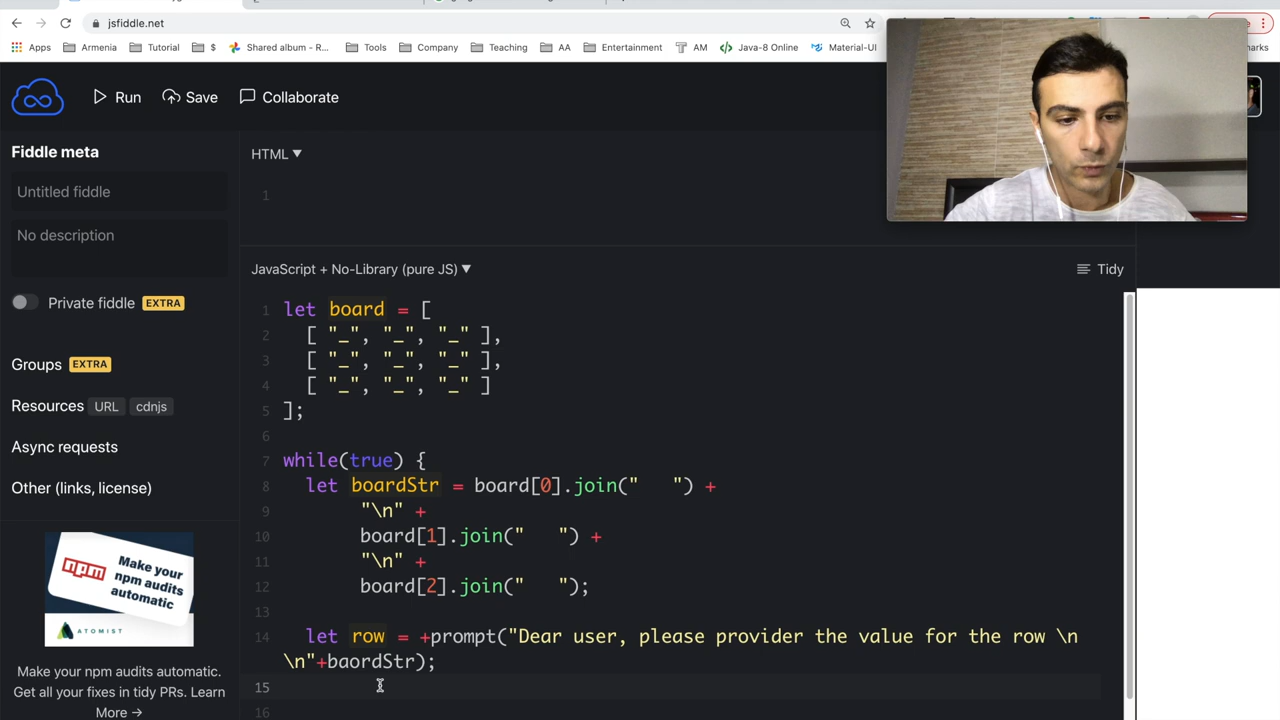 jsfiddle.net
Apps Armenia Tutorial $ Shared album - R... Tools Company Teaching AA Entertainment AM Java-8 Online Material-UI
Run Save Collaborate
Fiddle meta
Untitled fiddle
No description
Private fiddle EXTRA
Groups EXTRA
Resources URL cdnjs
Async requests
Other (links, license)
npm
Make your
npm audits
automatic
ATOMIST
Make your npm audits automatic.
Get all your fixes in tidy PRs. Learn
More →
HTML ▼
1
JavaScript + No-Library (pure JS) ▼
Tidy
1 let board = [
2 [ "_", "_", "_" ],
3 [ "_", "_", "_" ],
4 [ "_", "_", "_" ]
5 ];
6
7 while(true) {
8 let boardStr = board[0].join("   ") +
9 "\n" +
10 board[1].join("   ") +
11 "\n" +
12 board[2].join("   ");
13
14 let row = +prompt("Dear user, please provider the value for the row \n
\n"+baordStr);
15
16